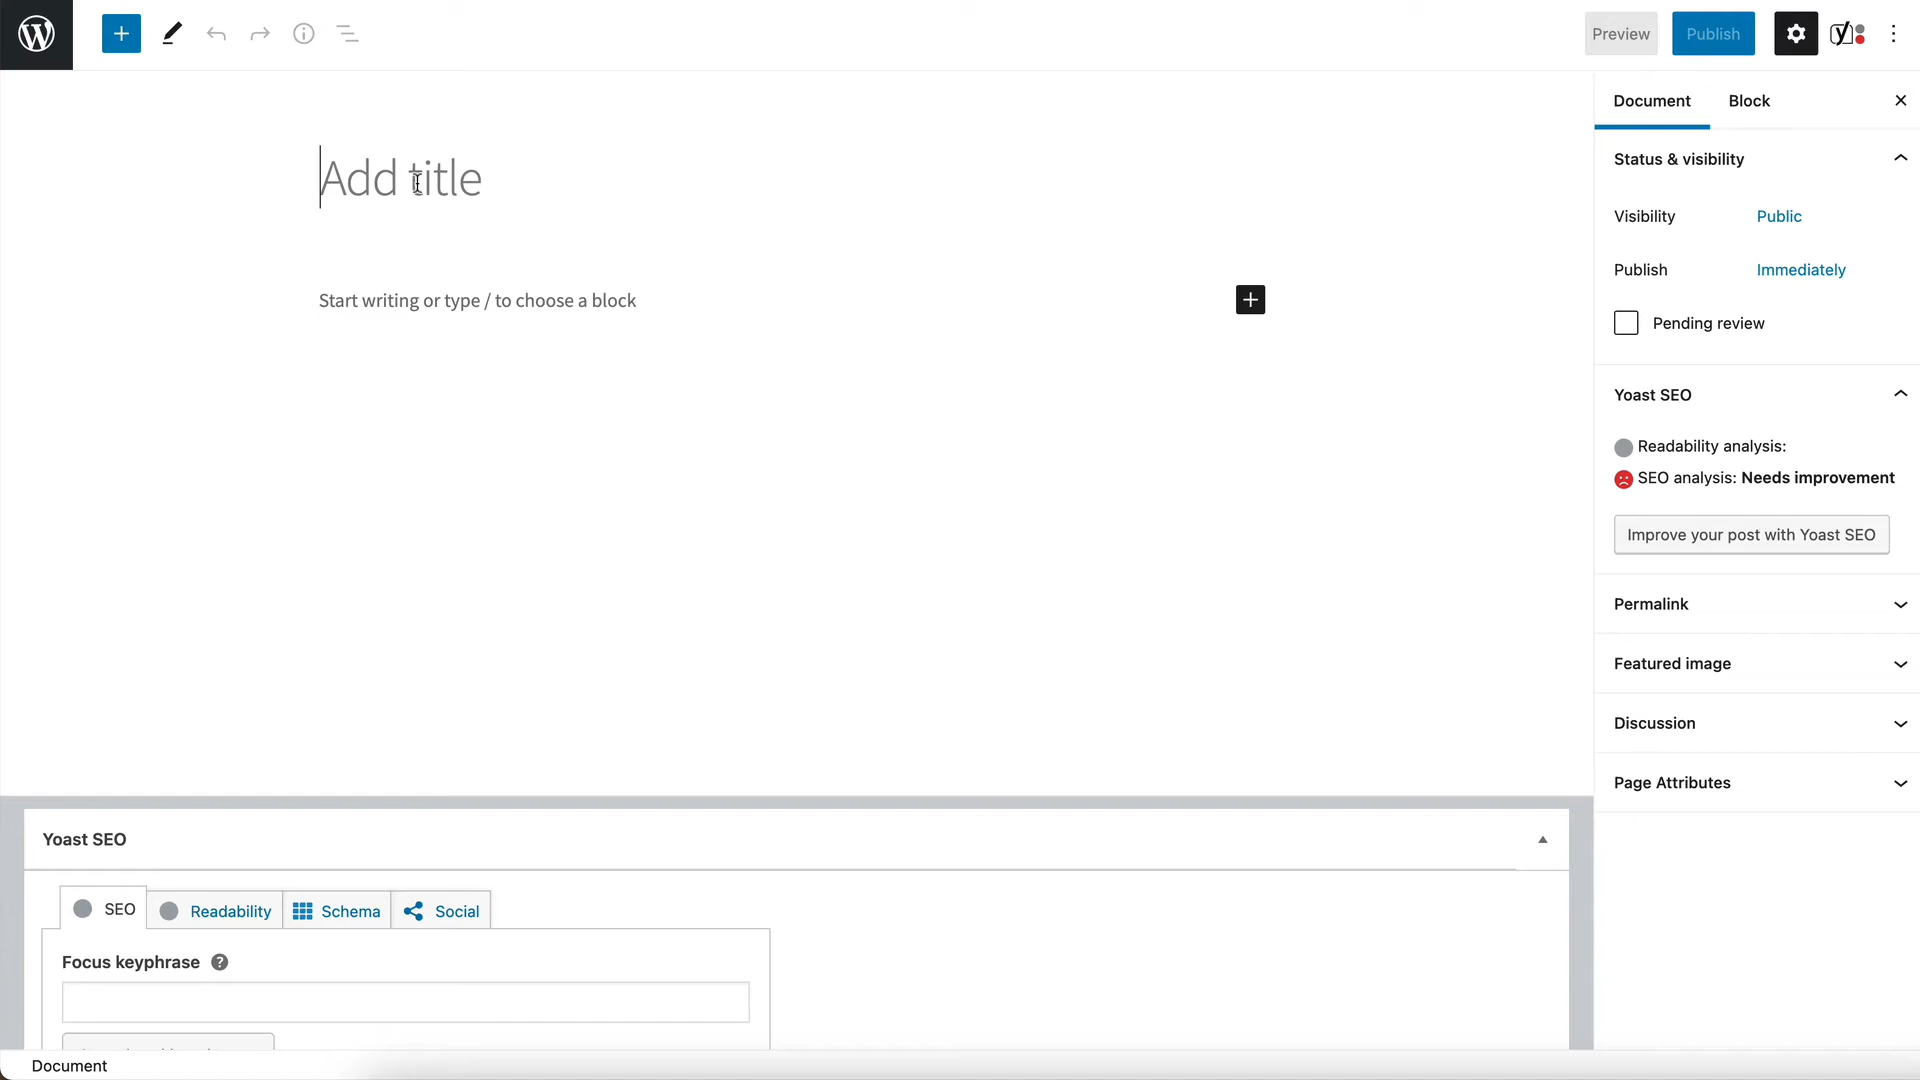 Preview
Publish
Document
Block
Add title
Start writing or type / to choose a block
Status & visibility
Visibility
Public
Publish
Immediately
Pending review
Yoast SEO
Readability analysis:
SEO analysis: Needs improvement
Improve your post with Yoast SEO
Permalink
Featured image
Discussion
Page Attributes
Yoast SEO
SEO
Readability
Schema
Social
Focus keyphrase
Document